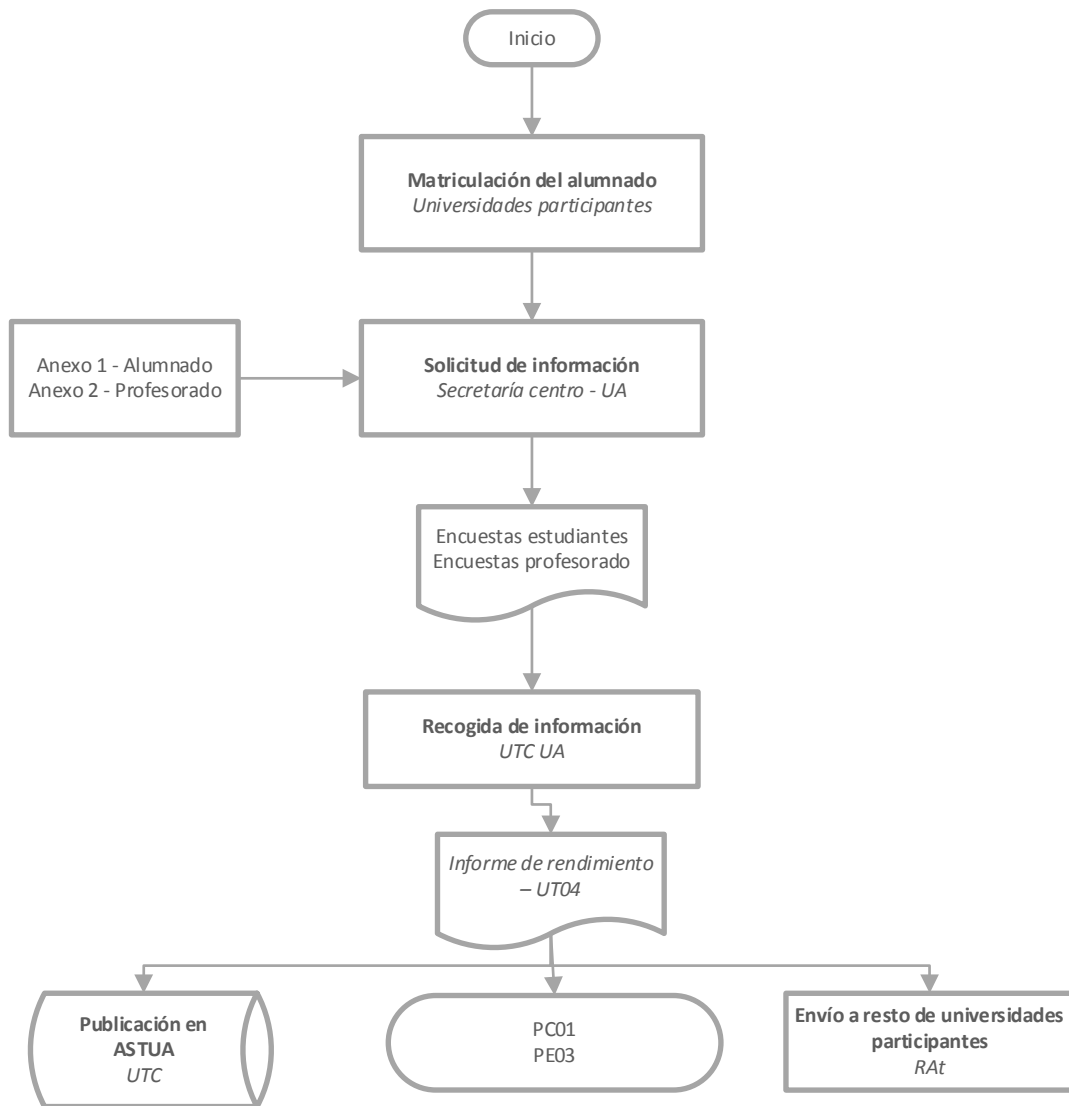 Inicio
Matriculación del alumnado
Universidades participantes
Anexo 1 - Alumnado
Anexo 2 - Profesorado
Solicitud de información
Secretaría centro - UA
Encuestas estudiantes
Encuestas profesorado
Recogida de información
UTC UA
Informe de rendimiento
– UT04
Publicación en
ASTUA
UTC
PC01
PE03
Envío a resto de universidades
participantes
RAt